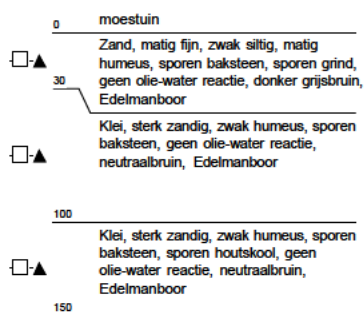 0 moestuin
Zand, matig fijn, zwak siltig, matig
humeus, sporen baksteen, sporen grind,
geen olie-water reactie, donker grijsbruin,
Edelmanboor
30
Klei, sterk zandig, zwak humeus, sporen
baksteen, geen olie-water reactie,
neutraalbruin, Edelmanboor
100
Klei, sterk zandig, zwak humeus, sporen
baksteen, sporen houtskool, geen
olie-water reactie, neutraalbruin,
Edelmanboor
150